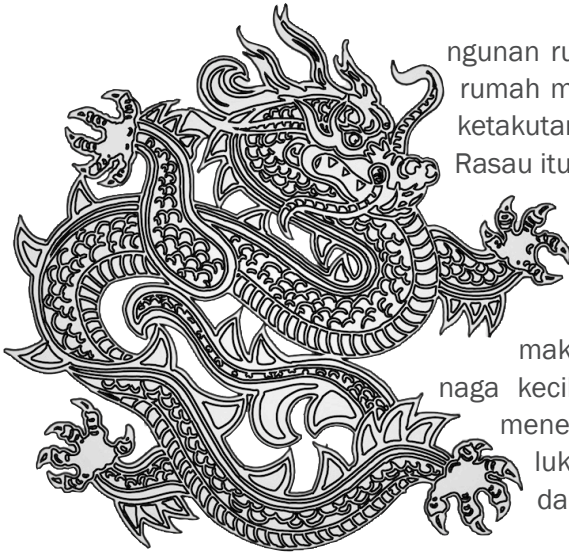 ngunan ru
rumah m
ketakutan
Rasau itu
mak
naga keci
mene
luk
da